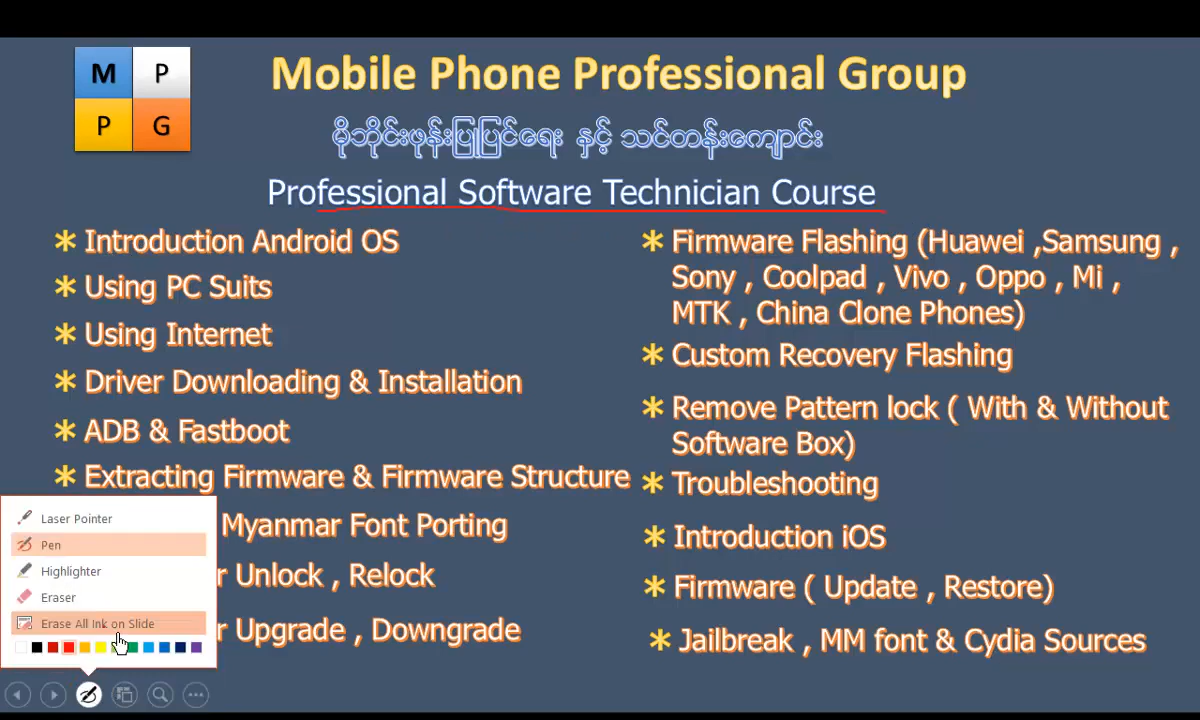 M P
P G
Mobile Phone Professional Group
မိုဘိုင်းဖုန်းပြုပြင်ရေး နှင့် သင်တန်းကျောင်း
Professional Software Technician Course
* Introduction Android OS
* Using PC Suits
* Using Internet
* Driver Downloading & Installation
* ADB & Fastboot
* Extracting Firmware & Firmware Structure
Myanmar Font Porting
r Unlock , Relock
r Upgrade , Downgrade
* Firmware Flashing (Huawei ,Samsung ,
Sony , Coolpad , Vivo , Oppo , Mi ,
MTK , China Clone Phones)
* Custom Recovery Flashing
* Remove Pattern lock ( With & Without
Software Box)
* Troubleshooting
* Introduction iOS
* Firmware ( Update , Restore)
* Jailbreak , MM font & Cydia Sources
Laser Pointer
Pen
Highlighter
Eraser
Erase All Ink on Slide